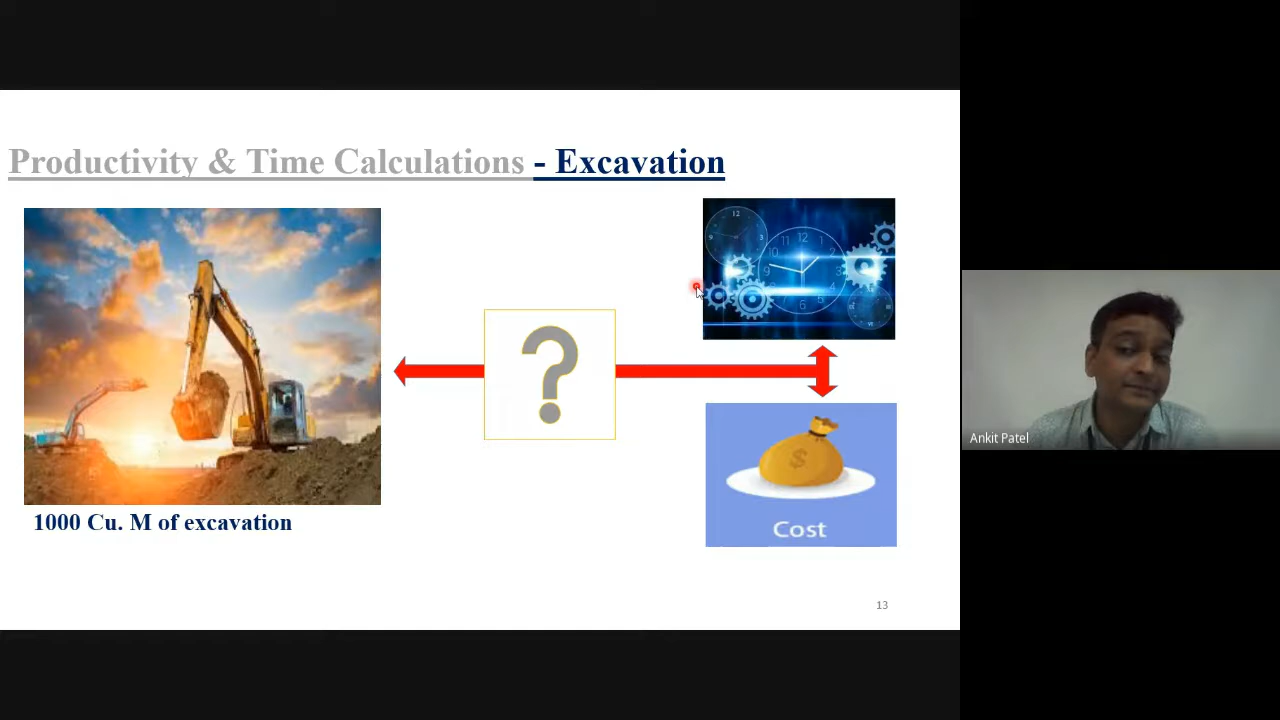 Productivity & Time Calculations - Excavation
?
$
Cost
1000 Cu. M of excavation
13
Ankit Patel